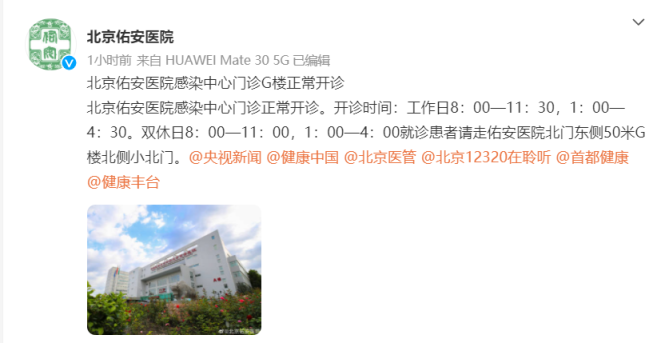 北京佑安医院
1小时前 来自 HUAWEI Mate 30 5G 已编辑
北京佑安医院感染中心门诊G楼正常开诊
北京佑安医院感染中心门诊正常开诊。开诊时间：工作日8：00—11：30，1：00—
4：30。双休日8：00—11：00，1：00—4：00就诊患者请走佑安医院北门东侧50米G
楼北侧小北门。@央视新闻 @健康中国 @北京医管 @北京12320在聆听 @首都健康
@健康丰台